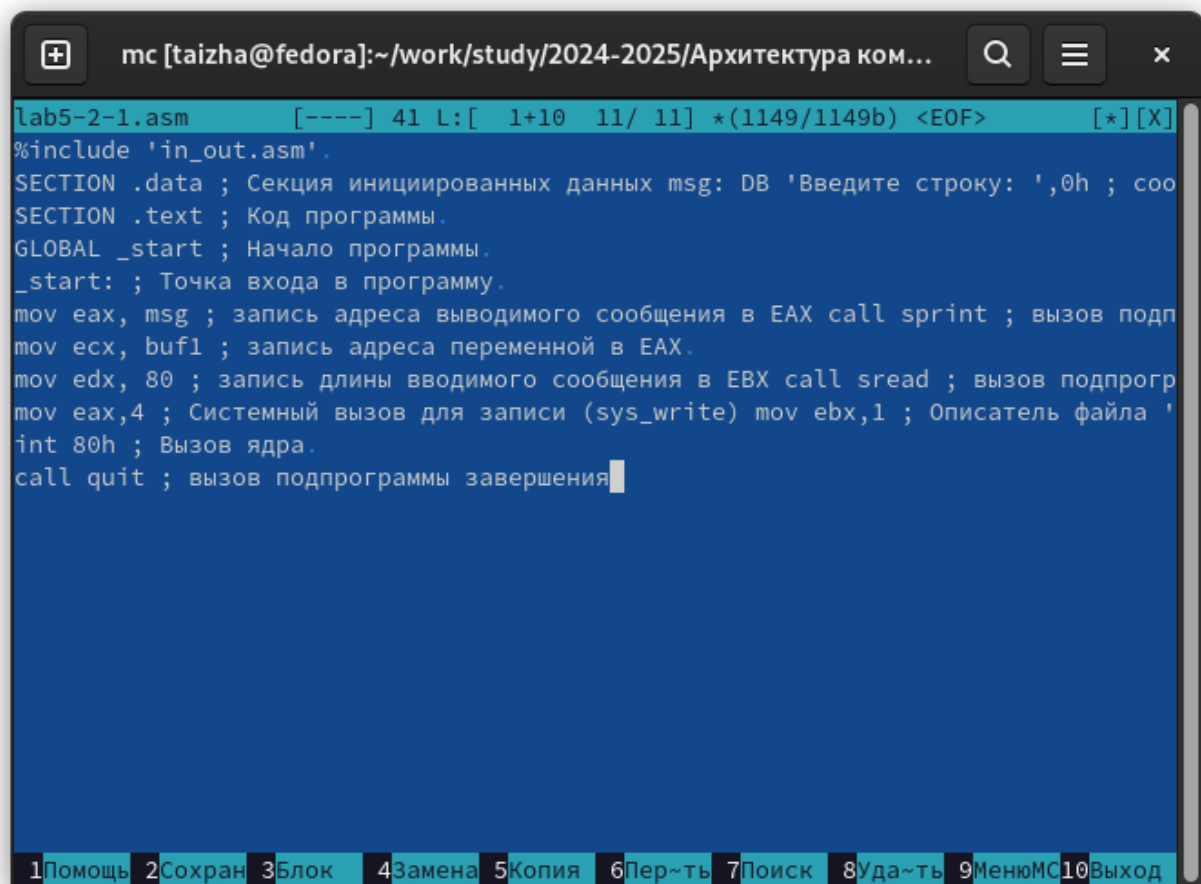 mc [taizha@fedora]:~/work/study/2024-2025/Архитектура ком...
lab5-2-1.asm [----] 41 L:[ 1+10 11/ 11] *(1149/1149b) <EOF> [*][X]
%include 'in_out.asm'.
SECTION .data ; Секция инициированных данных msg: DB 'Введите строку: ',0h ; соо
SECTION .text ; Код программы.
GLOBAL _start ; Начало программы.
_start: ; Точка входа в программу.
mov eax, msg ; запись адреса выводимого сообщения в EAX call sprint ; вызов подп
mov ecx, buf1 ; запись адреса переменной в EAX.
mov edx, 80 ; запись длины вводимого сообщения в EBX call sread ; вызов подпрогр
mov eax,4 ; Системный вызов для записи (sys_write) mov ebx,1 ; Описатель файла '
int 80h ; Вызов ядра.
call quit ; вызов подпрограммы завершения
1Помощь 2Сохран 3Блок 4Замена 5Копия 6Пер~ть 7Поиск 8Уда~ть 9МенюМС 10Выход